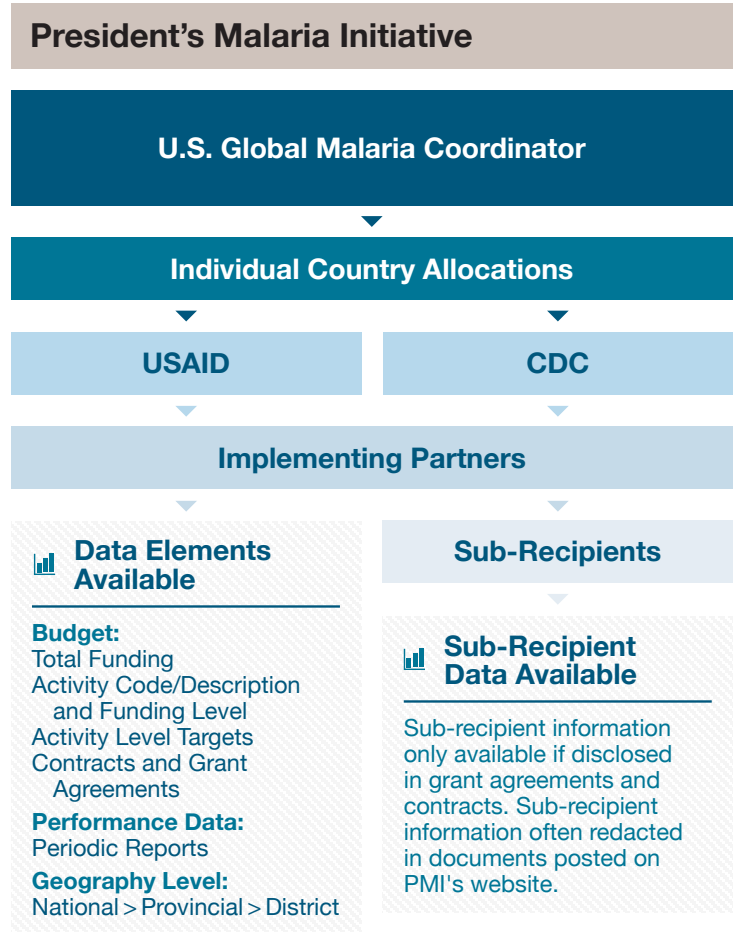 President's Malaria Initiative
U.S. Global Malaria Coordinator
Individual Country Allocations
USAID
CDC
Implementing Partners
Data Elements
Available
Budget:
Total Funding
Activity Code/Description
and Funding Level
Activity Level Targets
Contracts and Grant
Agreements
Performance Data:
Periodic Reports
Geography Level:
National > Provincial > District
Sub-Recipients
Sub-Recipient
Data Available
Sub-recipient information
only available if disclosed
in grant agreements and
contracts. Sub-recipient
information often redacted
in documents posted on
PMI's website.